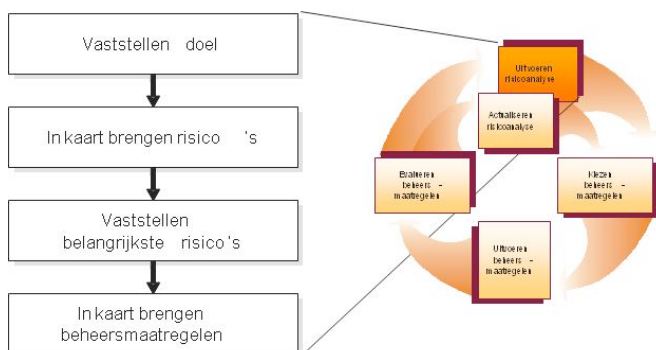 Vaststellen doel
In kaart brengen risico 's
Vaststellen
belangrijkste risico's
In kaart brengen
beheersmaatregelen
Uitvoeren
risicoanalyse
Actualiseren
risicoanalyse
Evalueren
beheers -
maatregelen
Kiezen
beheers -
maatregelen
Uitvoeren
beheers -
maatregelen